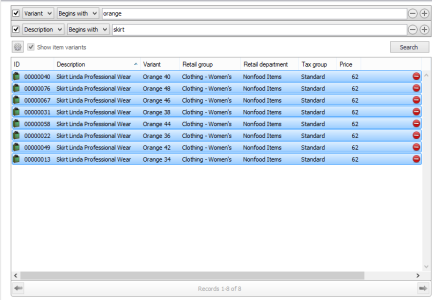 Variant Begins with orange
Description Begins with skirt
Show item variants Search
ID Description Variant Retail group Retail department Tax group Price
00000040 Skirt Linda Professional Wear Orange 40 Clothing - Women's Nonfood Items Standard 62
00000076 Skirt Linda Professional Wear Orange 48 Clothing - Women's Nonfood Items Standard 62
00000067 Skirt Linda Professional Wear Orange 46 Clothing - Women's Nonfood Items Standard 62
00000031 Skirt Linda Professional Wear Orange 38 Clothing - Women's Nonfood Items Standard 62
00000058 Skirt Linda Professional Wear Orange 44 Clothing - Women's Nonfood Items Standard 62
00000022 Skirt Linda Professional Wear Orange 36 Clothing - Women's Nonfood Items Standard 62
00000049 Skirt Linda Professional Wear Orange 42 Clothing - Women's Nonfood Items Standard 62
00000013 Skirt Linda Professional Wear Orange 34 Clothing - Women's Nonfood Items Standard 62
Records 1-8 of 8